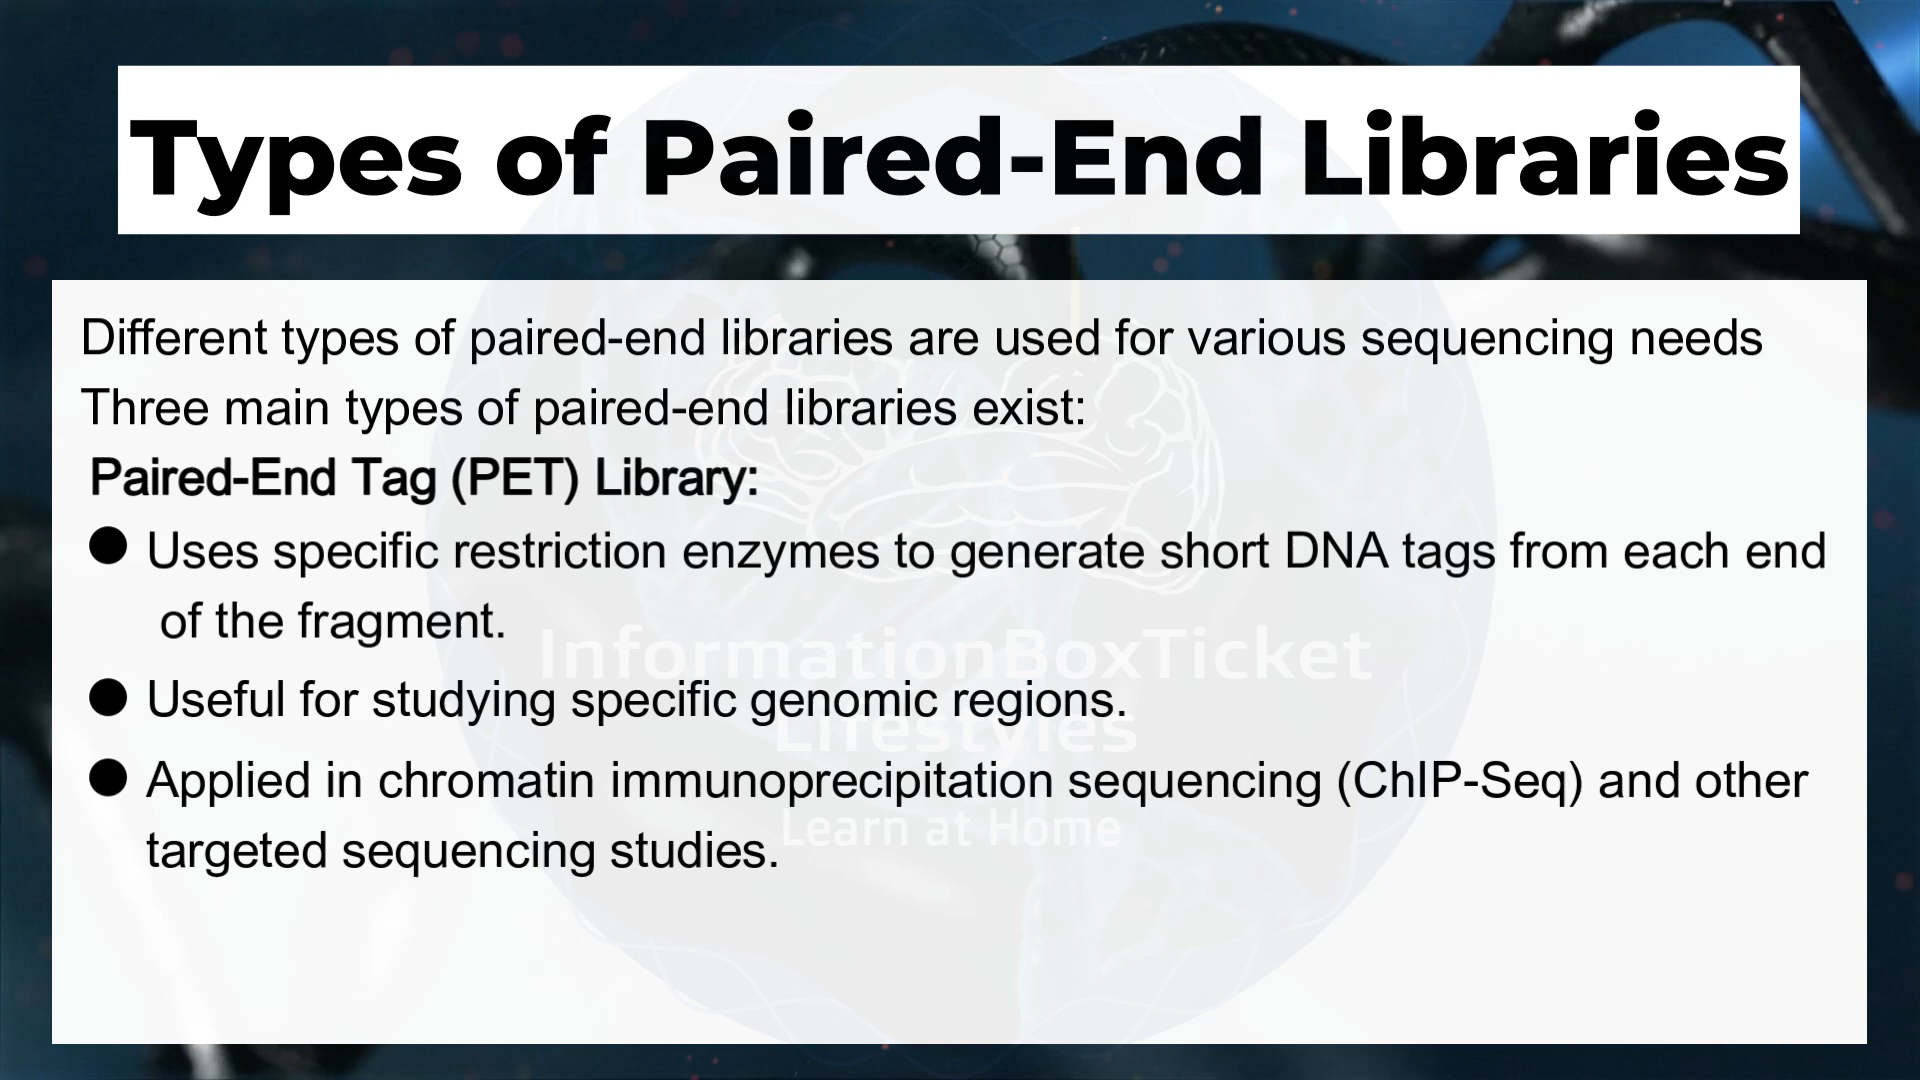 Types of Paired-End Libraries
Different types of paired-end libraries are used for various sequencing needs
Three main types of paired-end libraries exist:
Paired-End Tag (PET) Library:
● Uses specific restriction enzymes to generate short DNA tags from each end
of the fragment.
InformationBoxTicket
● Useful for studying specific genomic regions.
Lifestyles
● Applied in chromatin immunoprecipitation sequencing (ChIP-Seq) and other
Learn at Home
targeted sequencing studies.